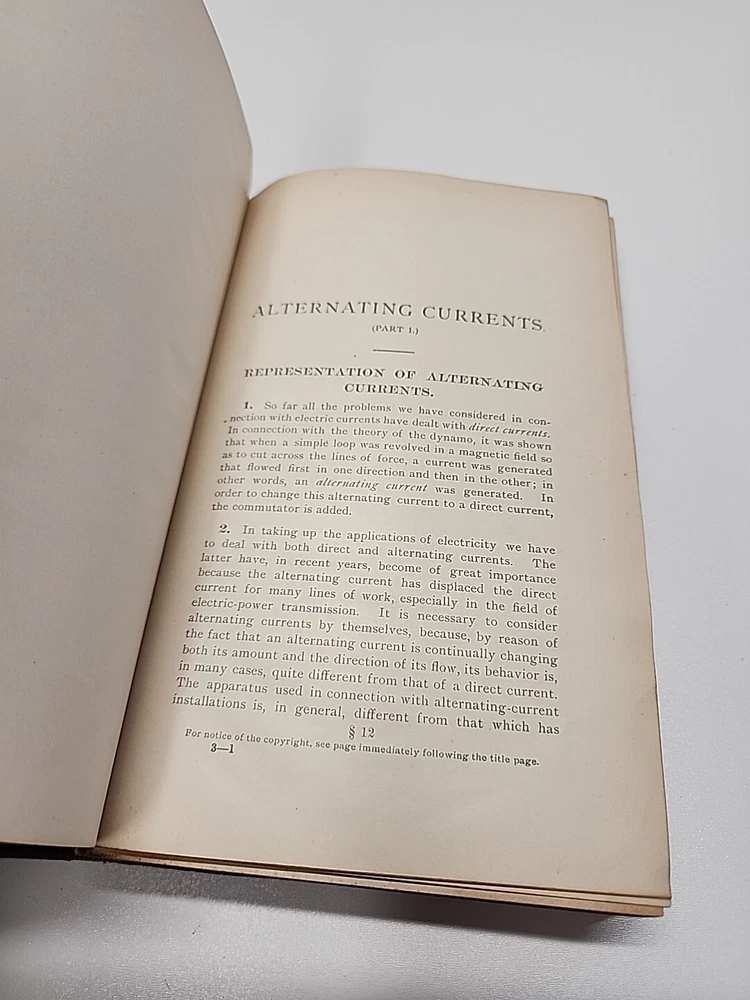 ALTERNATING CURRENTS
(PART 1.)
REPRESENTATION OF ALTERNATING
CURRENTS.
1. So far all the problems we have considered in con-
nection with electric currents have dealt with direct currents.
In connection with the theory of the dynamo, it was shown
that when a simple loop was revolved in a magnetic field so
as to cut across the lines of force, a current was generated
that flowed first in one direction and then in the other; in
other words, an alternating current was generated. In
order to change this alternating current to a direct current,
the commutator is added.
2. In taking up the applications of electricity we have
to deal with both direct and alternating currents. The
latter have, in recent years, become of great importance
because the alternating current has displaced the direct
current for many lines of work, especially in the field of
electric-power transmission. It is necessary to consider
alternating currents by themselves, because, by reason of
the fact that an alternating current is continually changing
both its amount and the direction of its flow, its behavior is,
in many cases, quite different from that of a direct current.
The apparatus used in connection with alternating-current
installations is, in general, different from that which has
§ 12
For notice of the copyright, see page immediately following the title page.
3—1